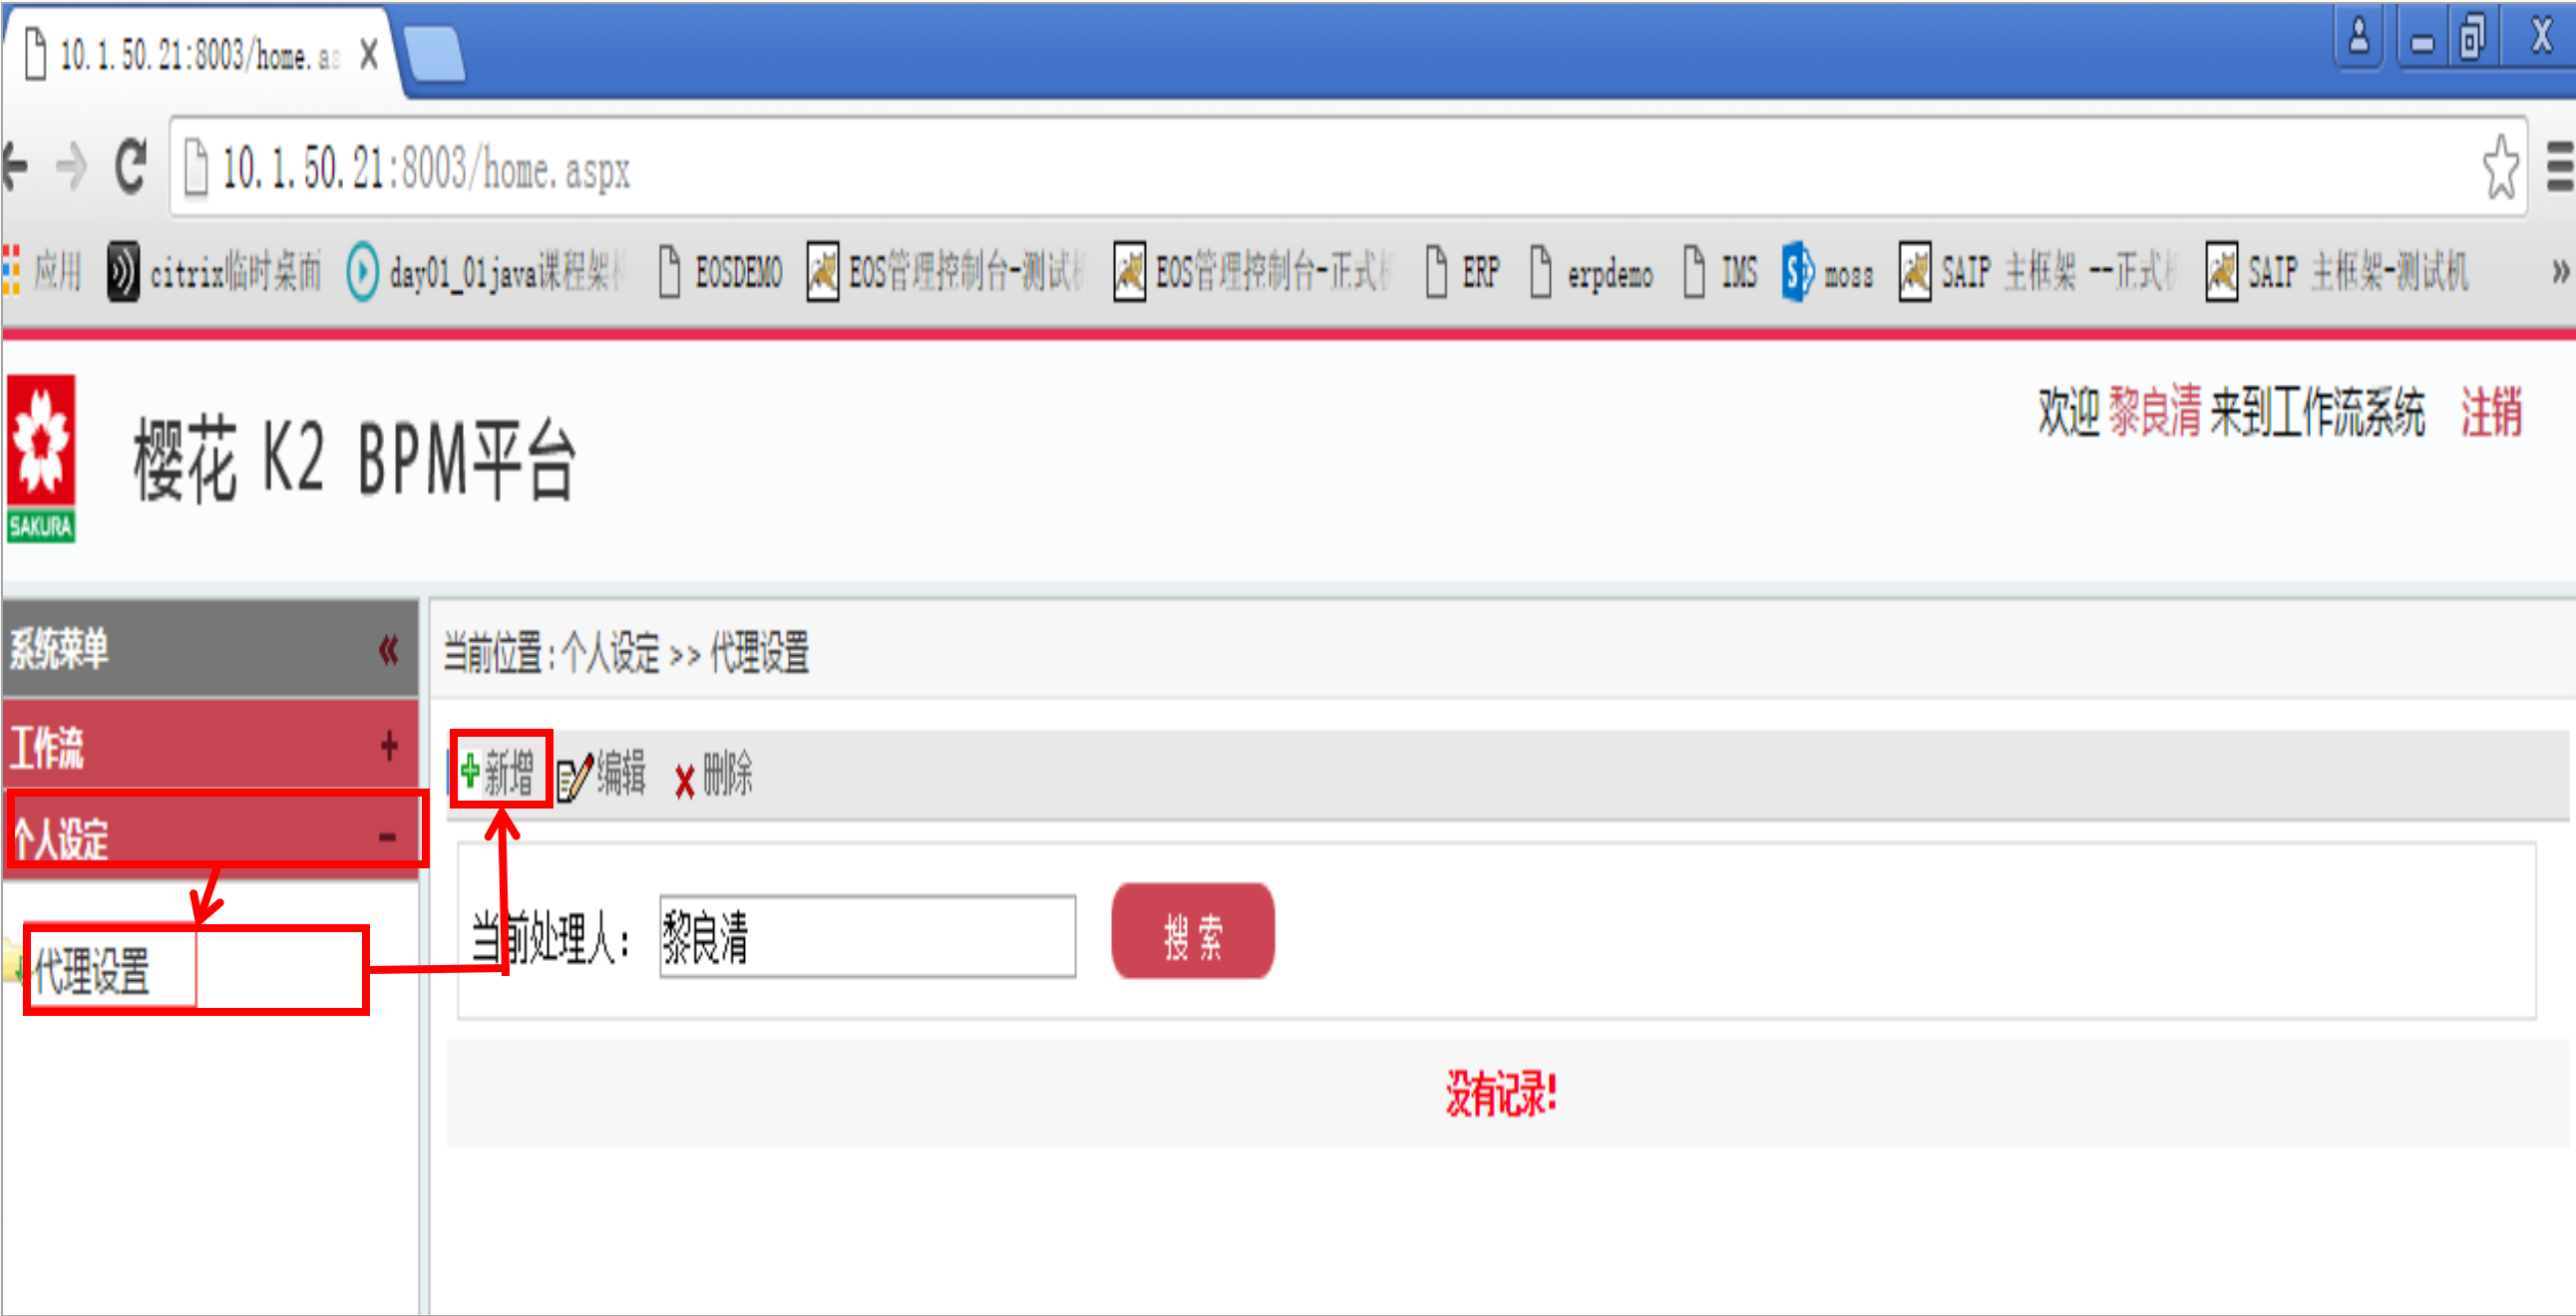 10.1.50.21:8003/home.as
10.1.50.21:8003/home.aspx
应用 citrix临时桌面 day01_01java课程架 EOSDEMO EOS管理控制台-测试 EOS管理控制台-正式 ERP erpdemo IMS moss SAIP 主框架 --正式 SAIP 主框架-测试机 »
SAKURA
樱花 K2 BPM平台
欢迎 黎良清 来到工作流系统 注销
系统菜单 «
工作流 +
个人设定 -
代理设置
当前位置:个人设定 >> 代理设置
新增 编辑 删除
当前处理人: 黎良清 搜 索
没有记录!